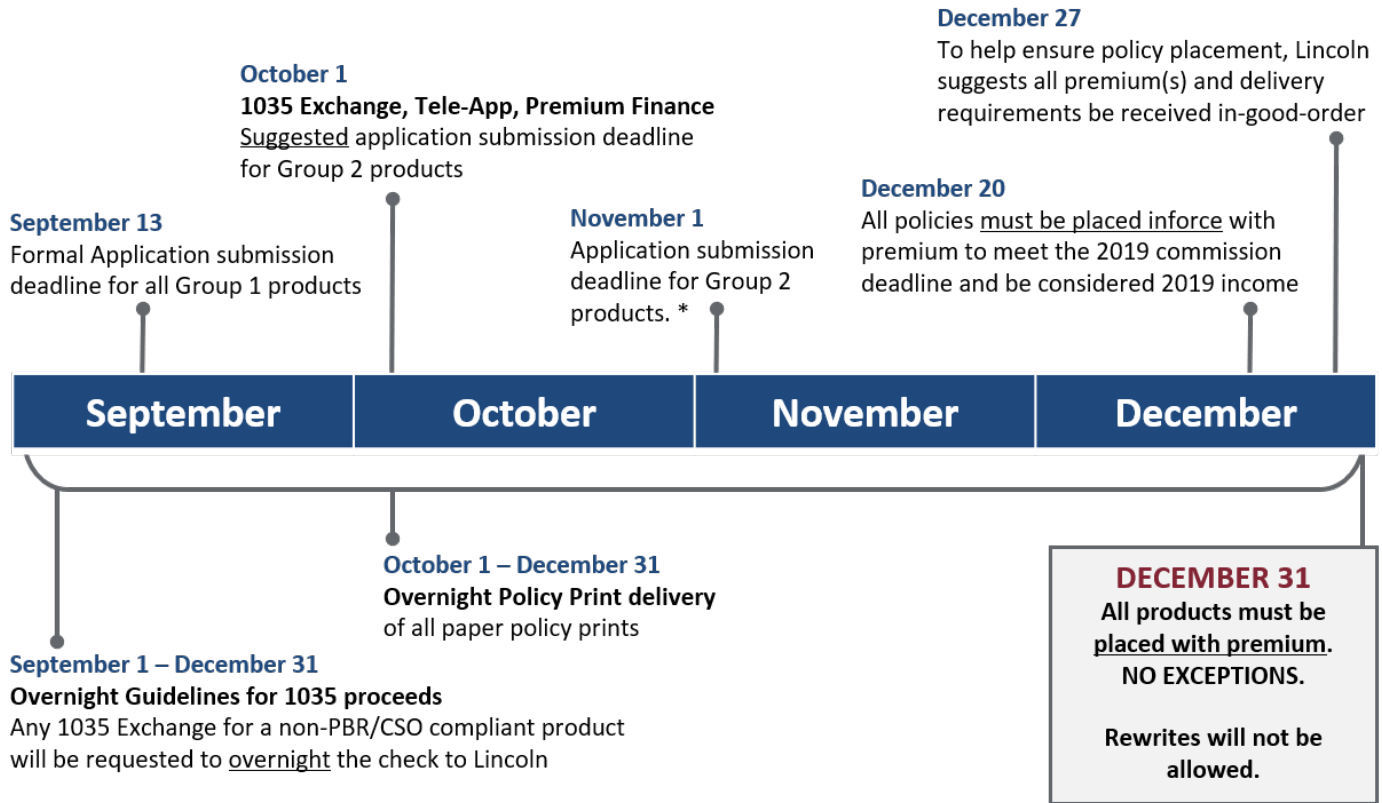 December 27
To help ensure policy placement, Lincoln
suggests all premium(s) and delivery
requirements be received in-good-order
October 1
1035 Exchange, Tele-App, Premium Finance
Suggested application submission deadline
for Group 2 products
December 20
All policies must be placed inforce with
premium to meet the 2019 commission
deadline and be considered 2019 income
September 13
Formal Application submission
deadline for all Group 1 products
November 1
Application submission
deadline for Group 2
products. *
September
October
November
December
October 1 – December 31
Overnight Policy Print delivery
of all paper policy prints
September 1 – December 31
Overnight Guidelines for 1035 proceeds
Any 1035 Exchange for a non-PBR/CSO compliant product
will be requested to overnight the check to Lincoln
DECEMBER 31
All products must be
placed with premium.
NO EXCEPTIONS.
Rewrites will not be
allowed.